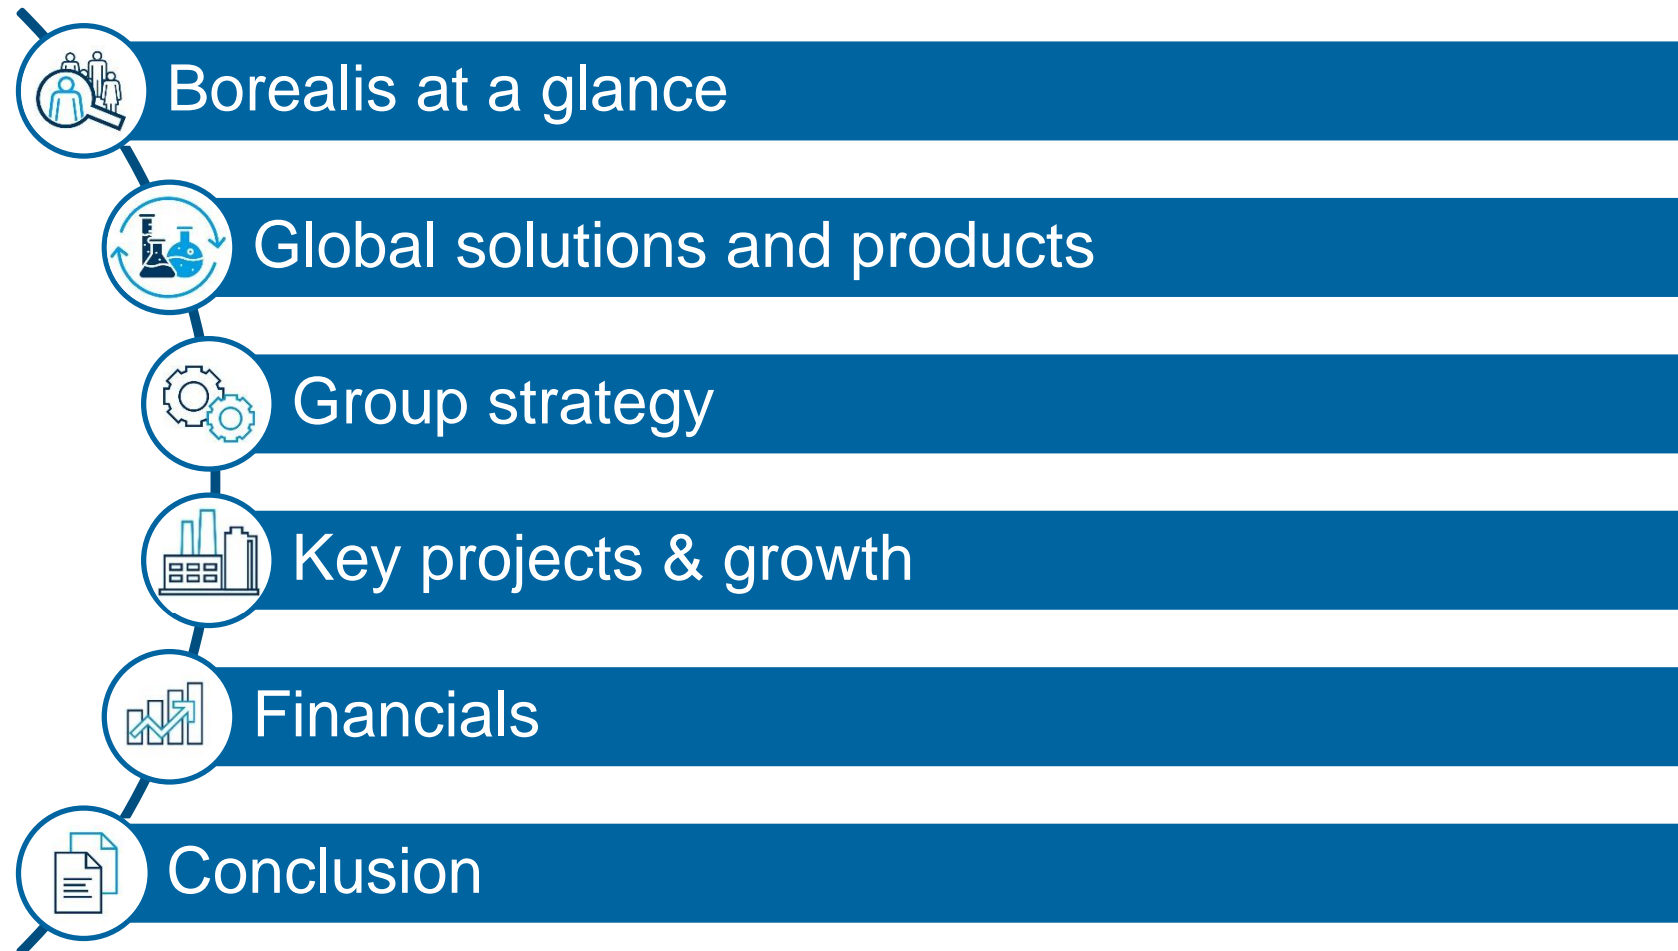 Borealis at a glance
Global solutions and products
Group strategy
Key projects & growth
Financials
Conclusion